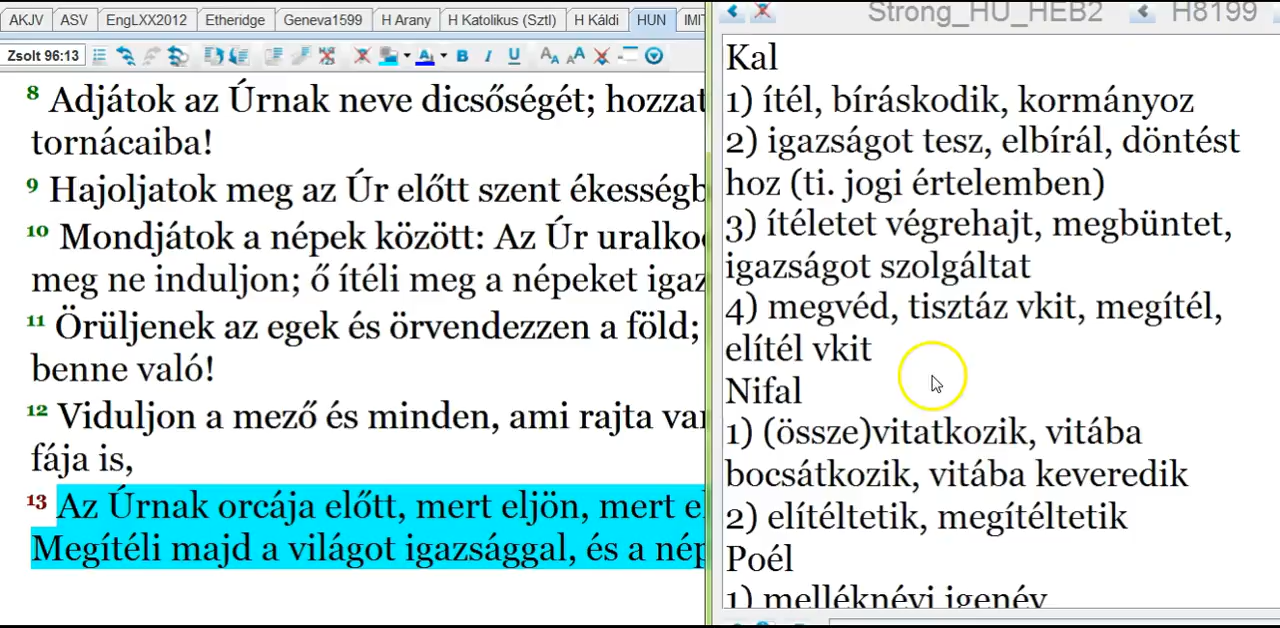 AKJV ASV EngLXX2012 Etheridge Geneva1599 H Arany H Katolikus (Sztl) H Káldi HUN
Zsolt 96:13
8 Adjátok az Úrnak neve dicsőségét;
tornácaiba!
9 Hajoljatok meg az Úr előtt szent
10 Mondjátok a népek között: Az Úr
meg ne induljon; ő ítéli meg a népeket
11 Örüljenek az egek és örvendezzen a föld;
benne való!
12 Viduljon a mező és minden, ami rajta
fája is,
13 Az Úrnak orcája előtt, mert eljön, mert
Megítéli majd a világot igazsággal, és a
Strong_HU_HEB2 H8199
Kal
1) ítél, bíráskodik, kormányoz
2) igazságot tesz, elbírál, döntést
hoz (ti. jogi értelemben)
3) ítéletet végrehajt, megbüntet,
igazságot szolgáltat
4) megvéd, tisztáz vkit, megítél,
elítél vkit
Nifal
1) (össze)vitatkozik, vitába
bocsátkozik, vitába keveredik
2) elítéltetik, megítéltetik
Poél
1) melléknévi igenév